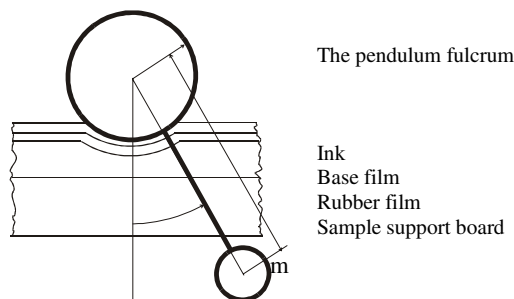 The pendulum fulcrum
Ink
Base film
Rubber film
Sample support board
m